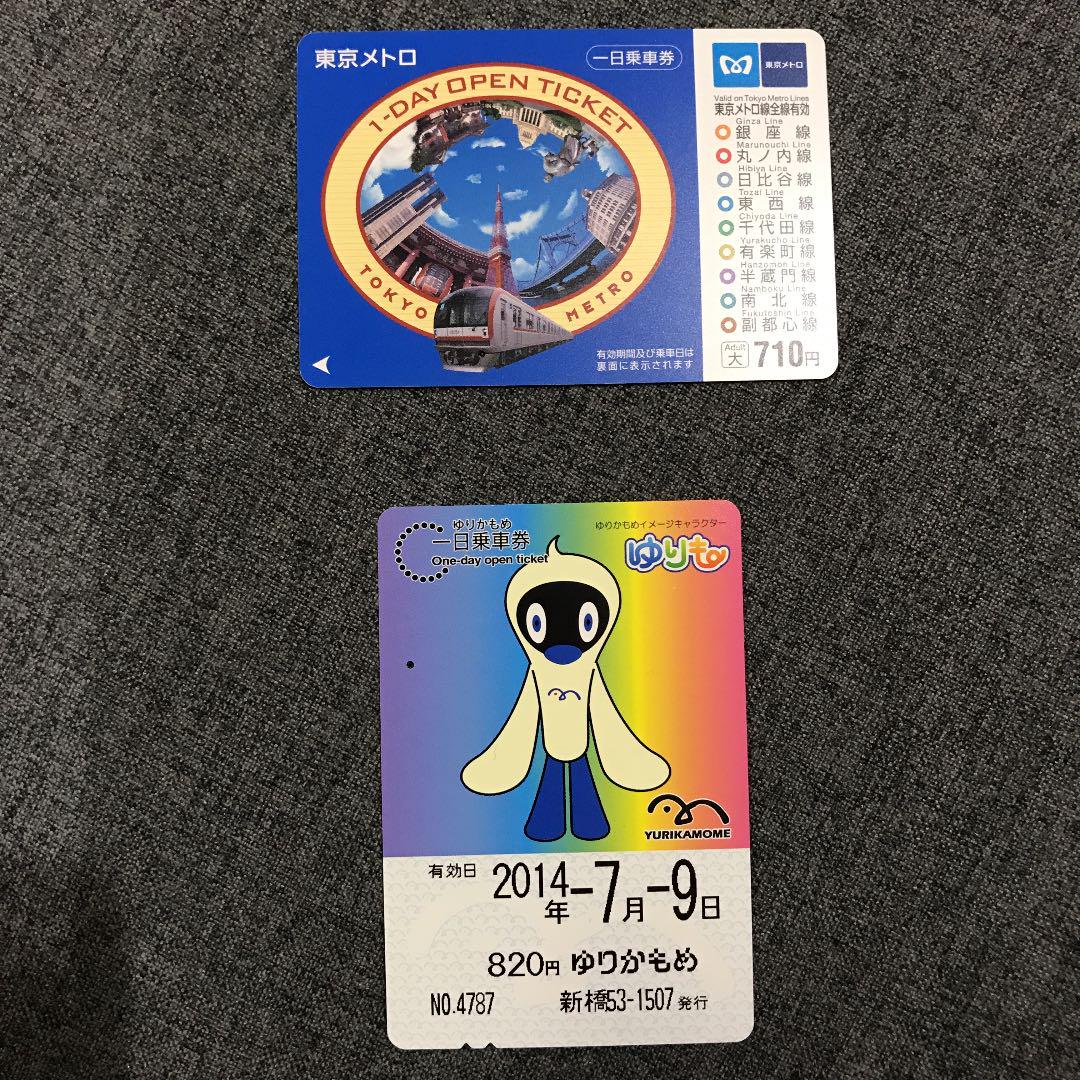 東京メトロ
一日乗車券
1-DAY OPEN TICKET
TOKYO METRO
有効期間及び乗車日は
裏面に表示されます
東京メトロ
Valid on Tokyo Metro Lines
東京メトロ線全線有効
Ginza Line
銀座線
Marunouchi Line
丸ノ内線
Hibiya Line
日比谷線
Tozai Line
東西線
Chiyoda Line
千代田線
Yurakucho Line
有楽町線
Hanzomon Line
半蔵門線
Namboku Line
南北線
Fukutoshin Line
副都心線
Adult
大
710円
ゆりかもめ
一日乗車券
One-day open ticket
ゆりかもめイメージキャラクター
ゆりも
YURIKAMOME
有効日 2014年-7月-9日
820円 ゆりかもめ
NO.4787 新橋53-1507発行